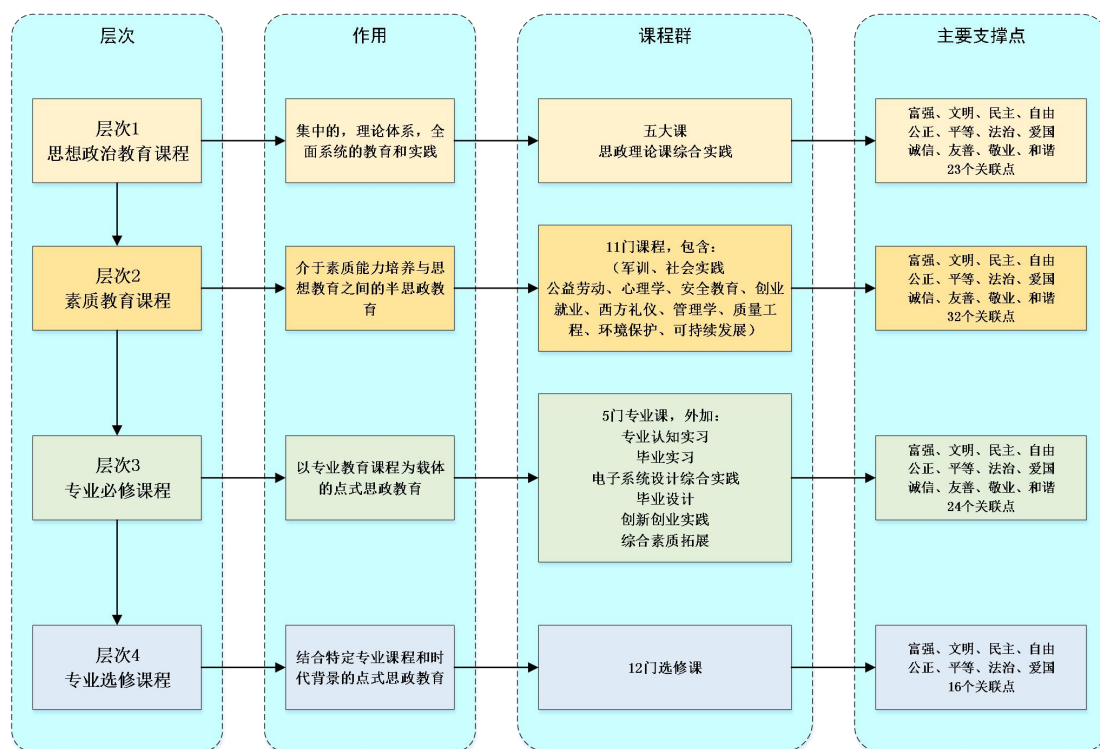 层次
作用
课程群
主要支撑点
层次1
思想政治教育课程
集中的，理论体系，全
面系统的教育和实践
五大课
思政理论课综合实践
富强、文明、民主、自由
公正、平等、法治、爱国
诚信、友善、敬业、和谐
23个关联点
层次2
素质教育课程
介于素质能力培养与思
想教育之间的半思政教
育
11门课程，包含：
（军训、社会实践
公益劳动、心理学、安全教育、创业
就业、西方礼仪、管理学、质量工
程、环境保护、可持续发展）
富强、文明、民主、自由
公正、平等、法治、爱国
诚信、友善、敬业、和谐
32个关联点
层次3
专业必修课程
以专业教育课程为载体
的点式思政教育
5门专业课，外加：
专业认知实习
毕业实习
电子系统设计综合实践
毕业设计
创新创业实践
综合素质拓展
富强、文明、民主、自由
公正、平等、法治、爱国
诚信、友善、敬业、和谐
24个关联点
层次4
专业选修课程
结合特定专业课程和时
代背景的点式思政教育
12门选修课
富强、文明、民主、自由
公正、平等、法治、爱国
16个关联点